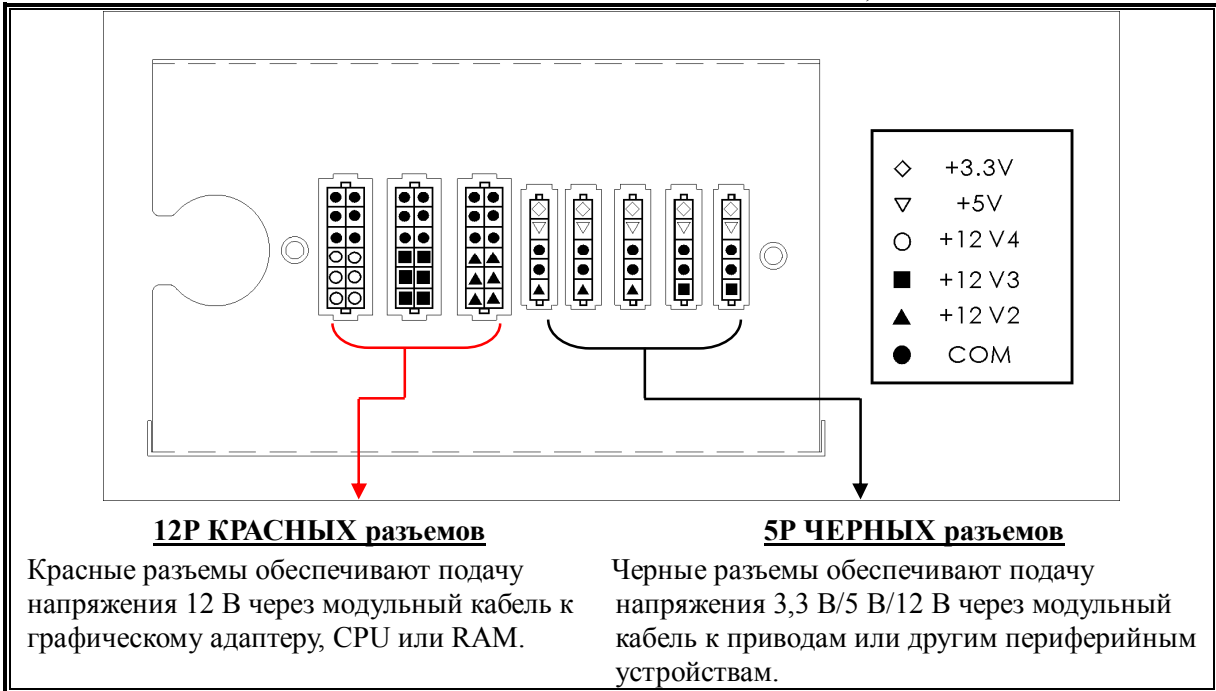 +3.3V
+5V
+12 V4
+12 V3
+12 V2
COM
12P КРАСНЫХ разъемов
Красные разъемы обеспечивают подачу
напряжения 12 В через модульный кабель к
графическому адаптеру, CPU или RAM.
5P ЧЕРНЫХ разъемов
Черные разъемы обеспечивают подачу
напряжения 3,3 В/5 В/12 В через модульный
кабель к приводам или другим периферийным
устройствам.